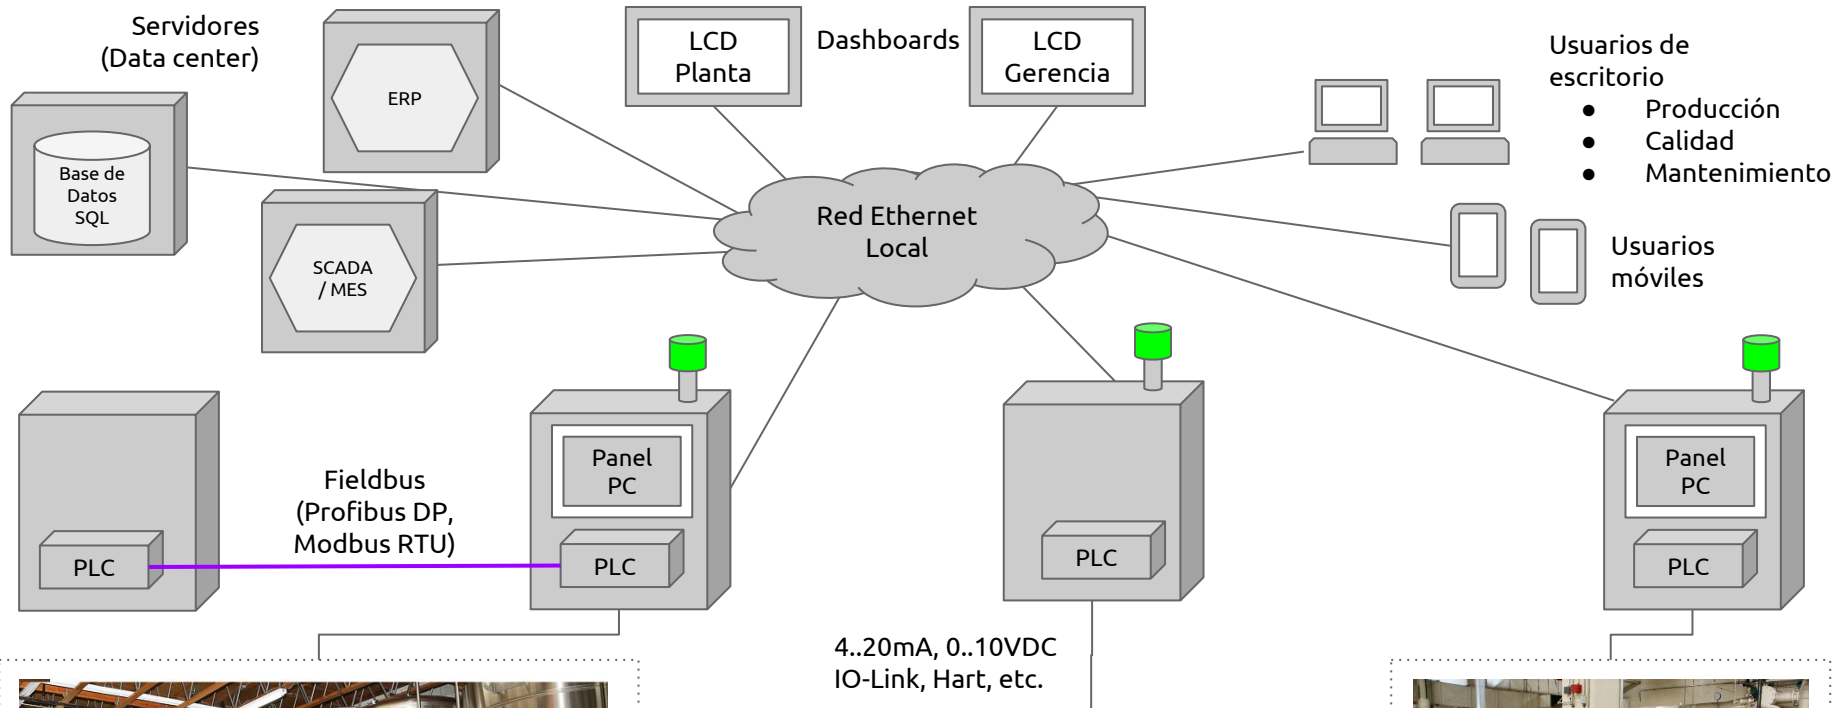 Servidores
(Data center)
ERP
Base de
Datos
SQL
SCADA
/ MES
LCD
Planta
Dashboards
LCD
Gerencia
Usuarios de
escritorio
● Producción
● Calidad
● Mantenimiento
Red Ethernet
Local
Usuarios
móviles
Fieldbus
(Profibus DP,
Modbus RTU)
PLC
Panel
PC
PLC
PLC
Panel
PC
PLC
4..20mA, 0..10VDC
IO-Link, Hart, etc.